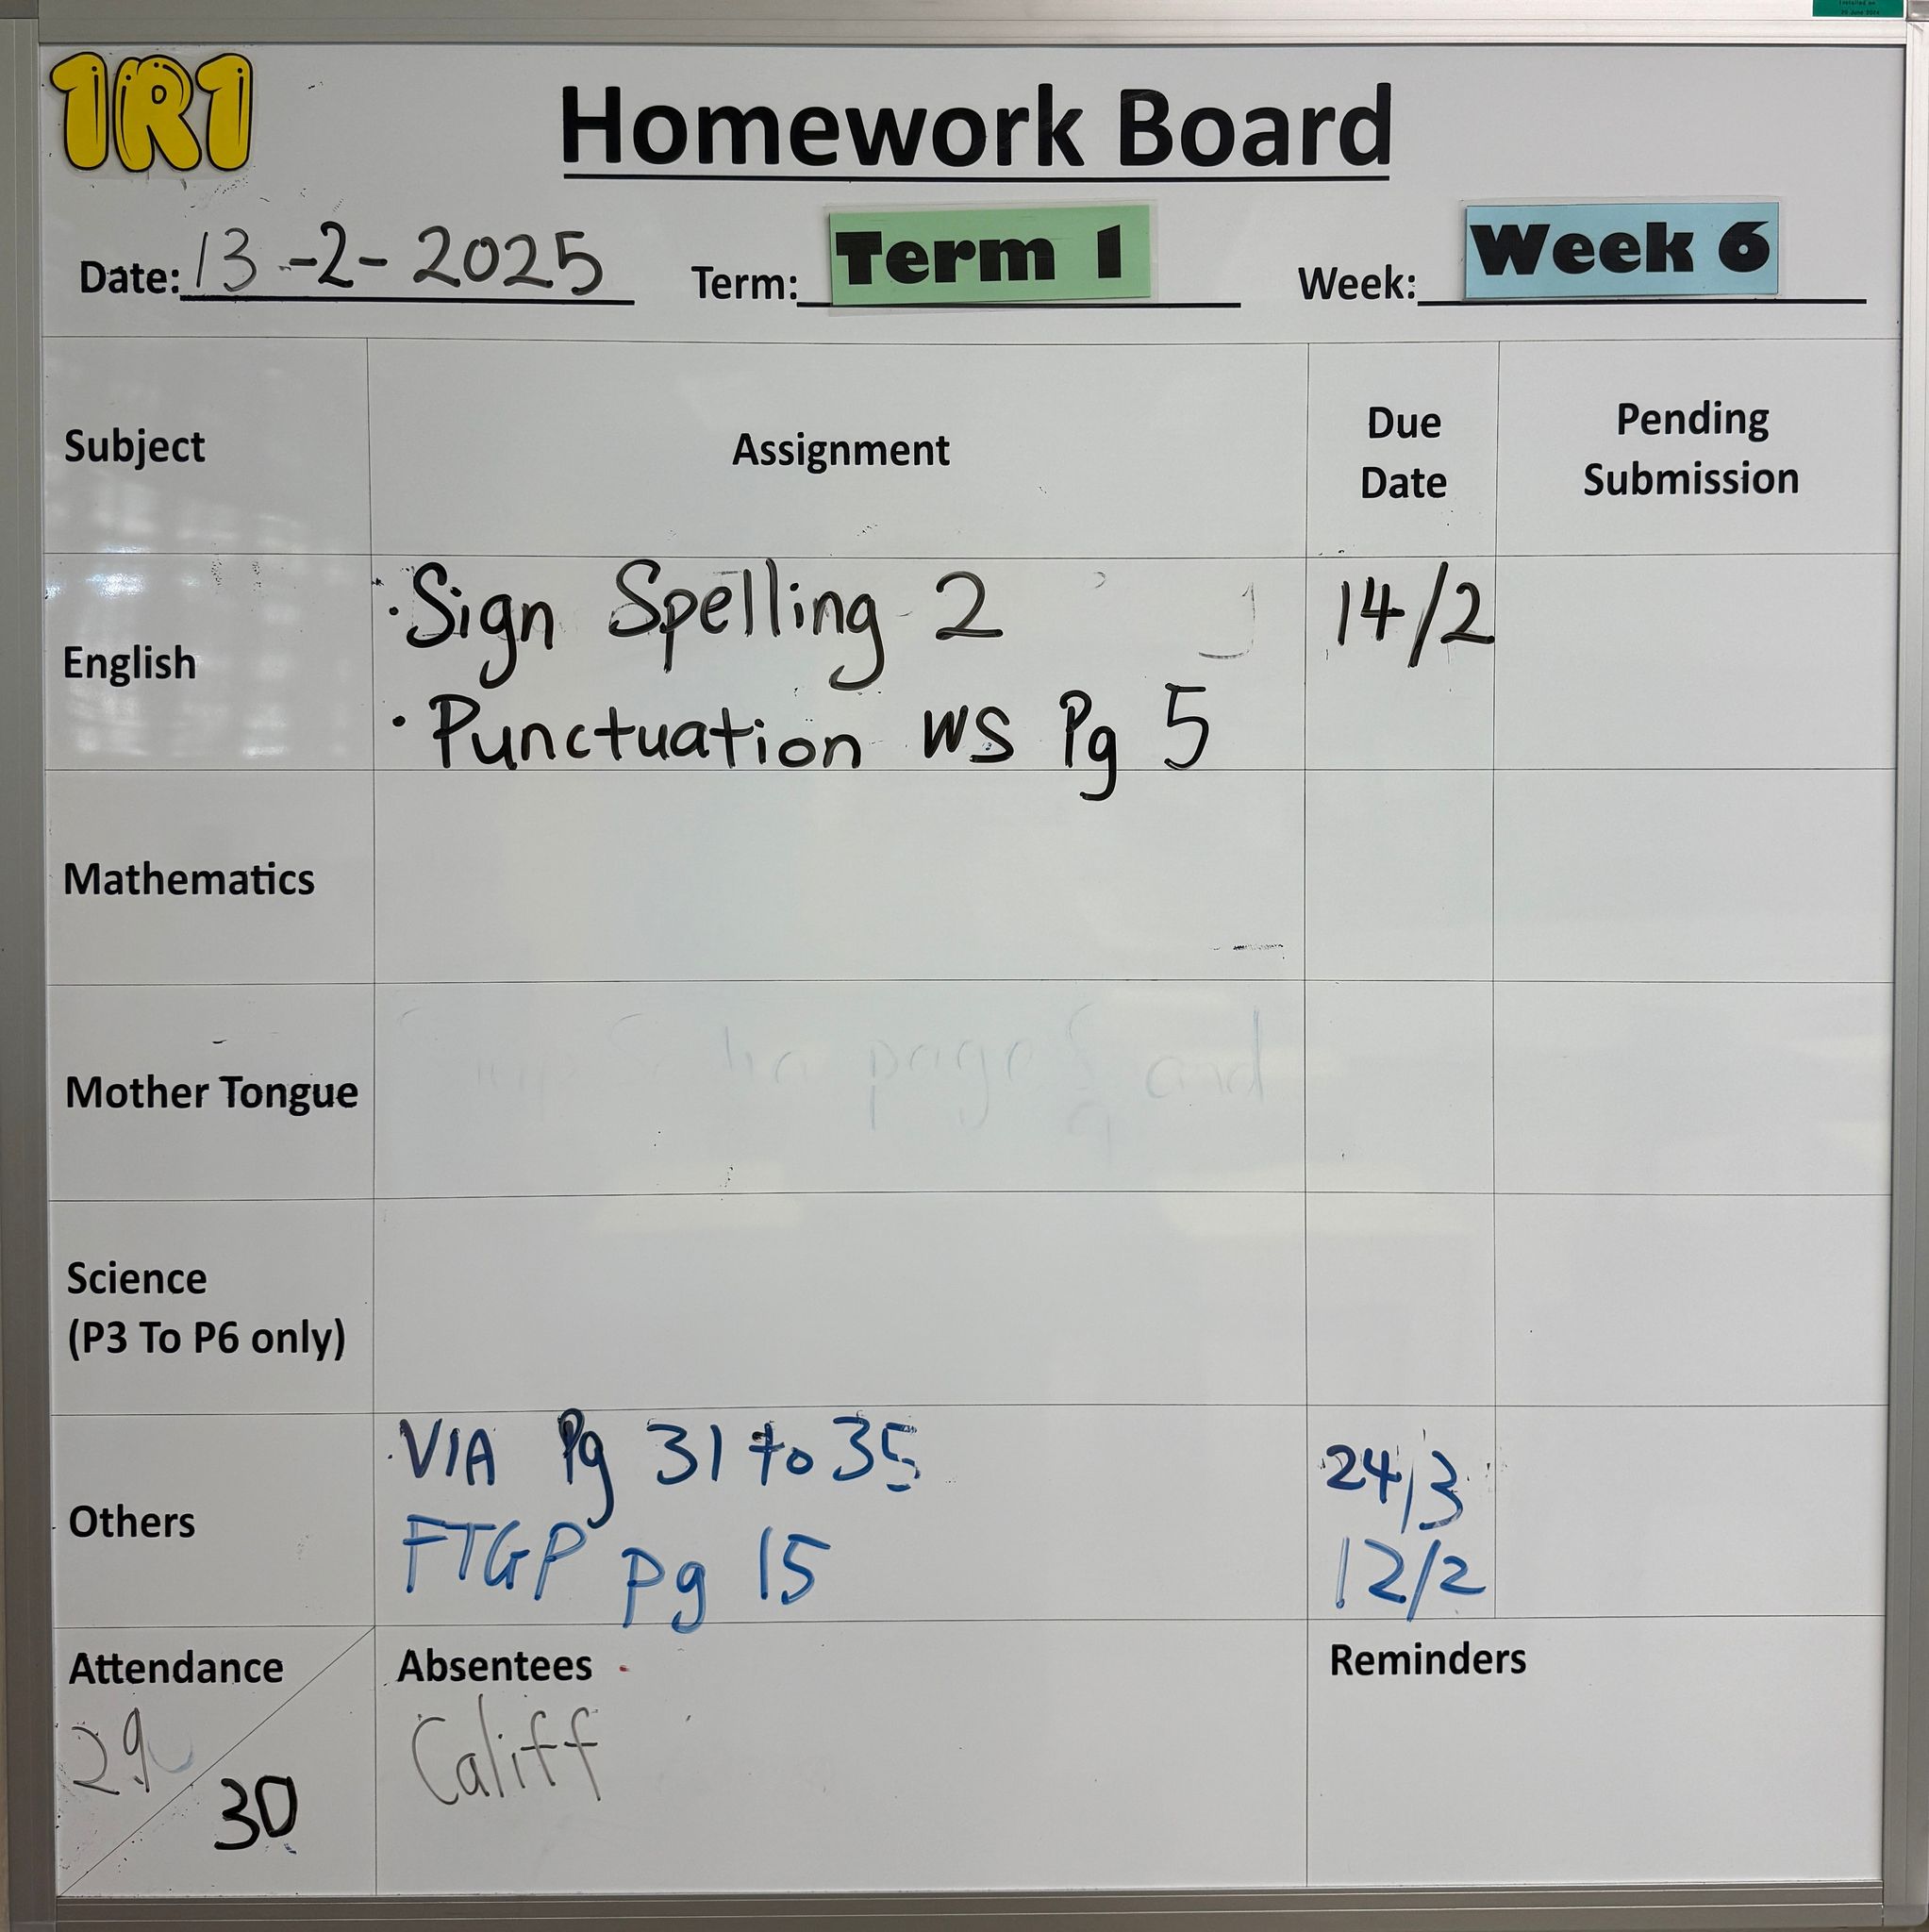 1R1
Homework Board
Date: 13-2-2025 Term: Term 1 Week: Week 6
Subject
Assignment
Due
Date
Pending
Submission
English
·Sign Spelling 2
14/2
·Punctuation WS Pg 5
Mathematics
Mother Tongue
page
and
Science
(P3 To P6 only)
Others
·VIA Pg 31 to 35
24/3
FTGP pg 15
12/2
Attendance
29
30
Absentees
Califf
Reminders